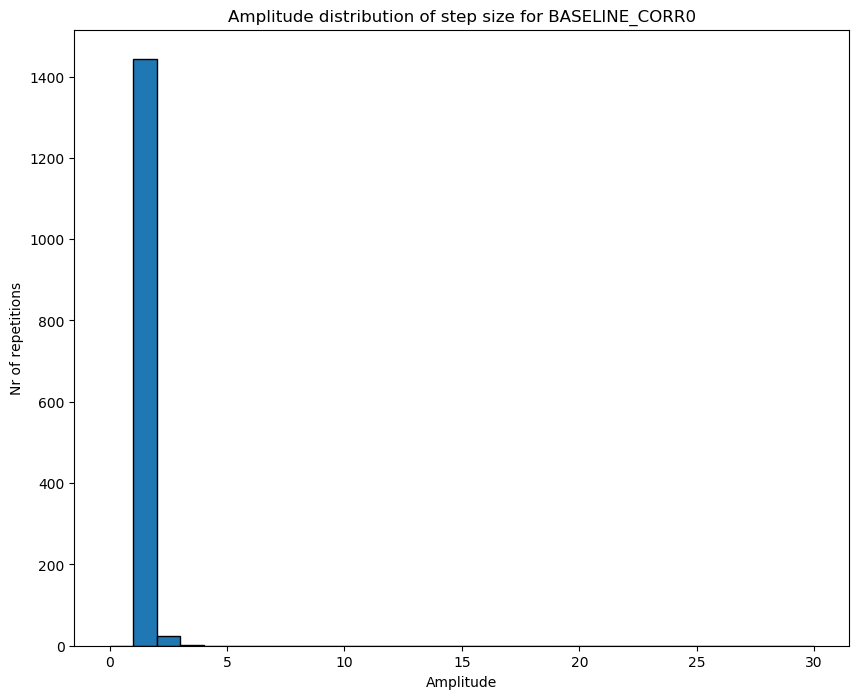 Amplitude distribution of step size for BASELINE_CORR0
1400
1200
1000
800
600
400
200
0
Nr of repetitions
0 5 10 15 20 25 30
Amplitude